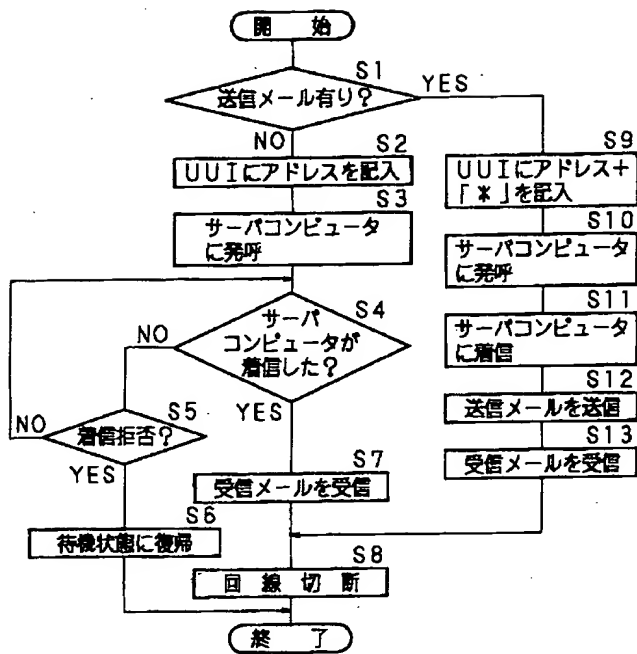 開 始
S1
送信メール有り?
YES
NO
S2
UUIにアドレスを記入
S3
サーバコンピュータ
に発呼
S4
サーバ
コンピュータが
着信した?
NO
YES
S5
着信拒否?
NO
YES
S6
待機状態に復帰
S7
受信メールを受信
S8
回 線 切 断
終 了
S9
UUIにアドレス+
「*」を記入
S10
サーバコンピュータ
に発呼
S11
サーバコンピュータ
に着信
S12
送信メールを送信
S13
受信メールを受信